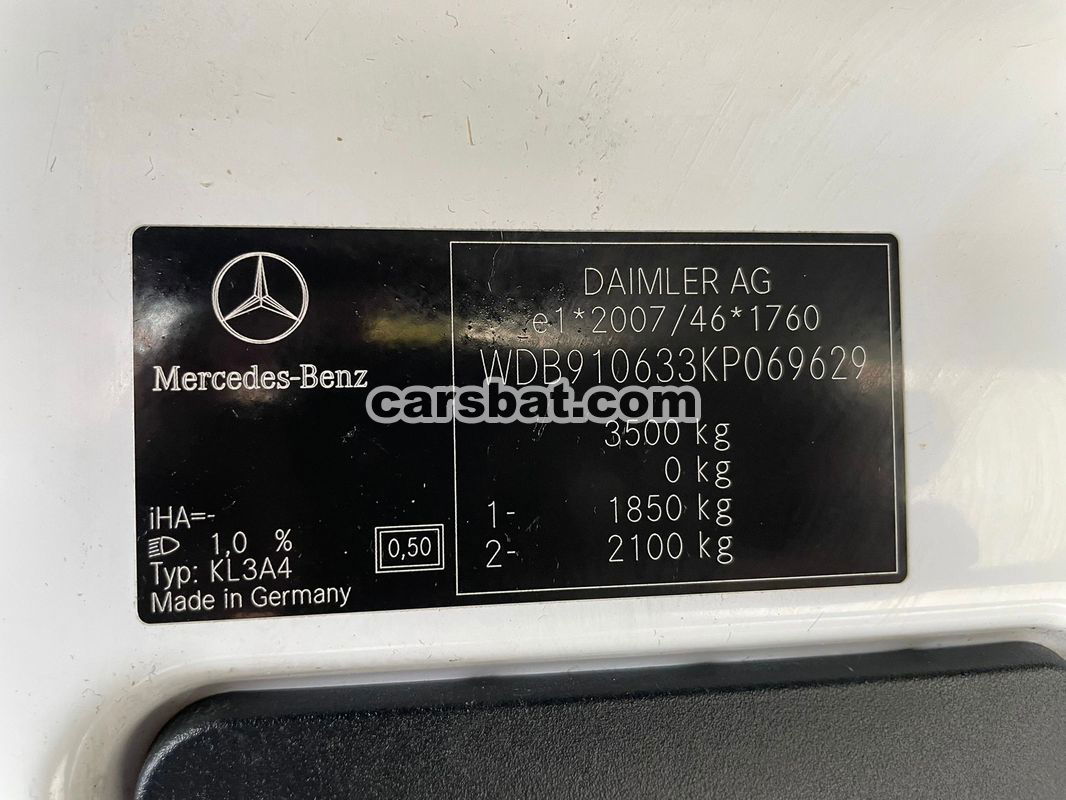 DAIMLER AG
e1*2007/46*1760
WDB910633KP069629
Mercedes-Benz
carsbat.com
3500 kg
0 kg
1- 1850 kg
2- 2100 kg
iHA=-
1,0 %
0,50
Typ: KL3A4
Made in Germany